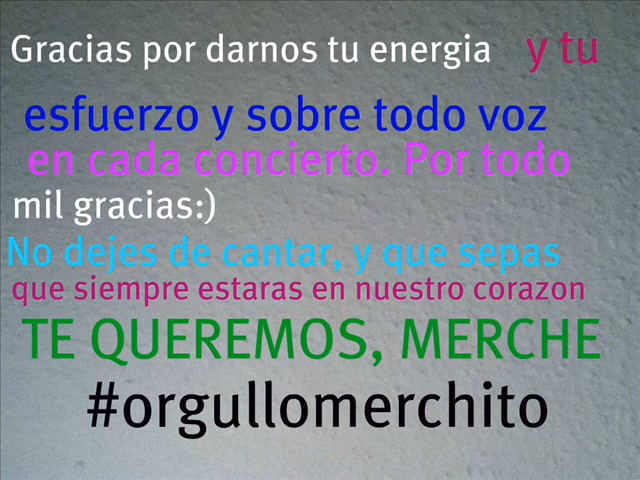 Gracias por darnos tu energia y tu
esfuerzo y sobre todo voz
en cada concierto. Por todo
mil gracias:)
No dejes de cantar, y que sepas
que siempre estaras en nuestro corazon
TE QUEREMOS, MERCHE
#orgullomerchito